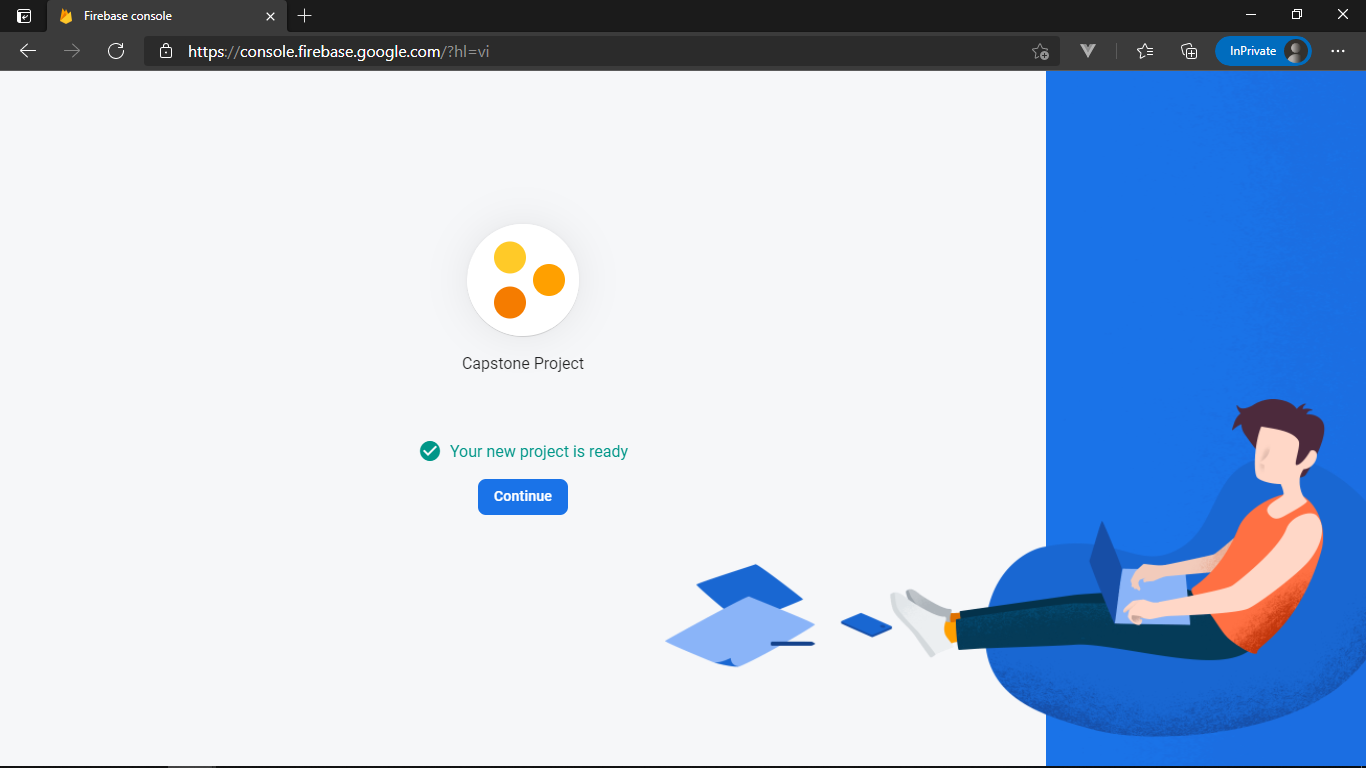 Firebase console
https://console.firebase.google.com/?hl=vi
InPrivate
Capstone Project
Your new project is ready
Continue